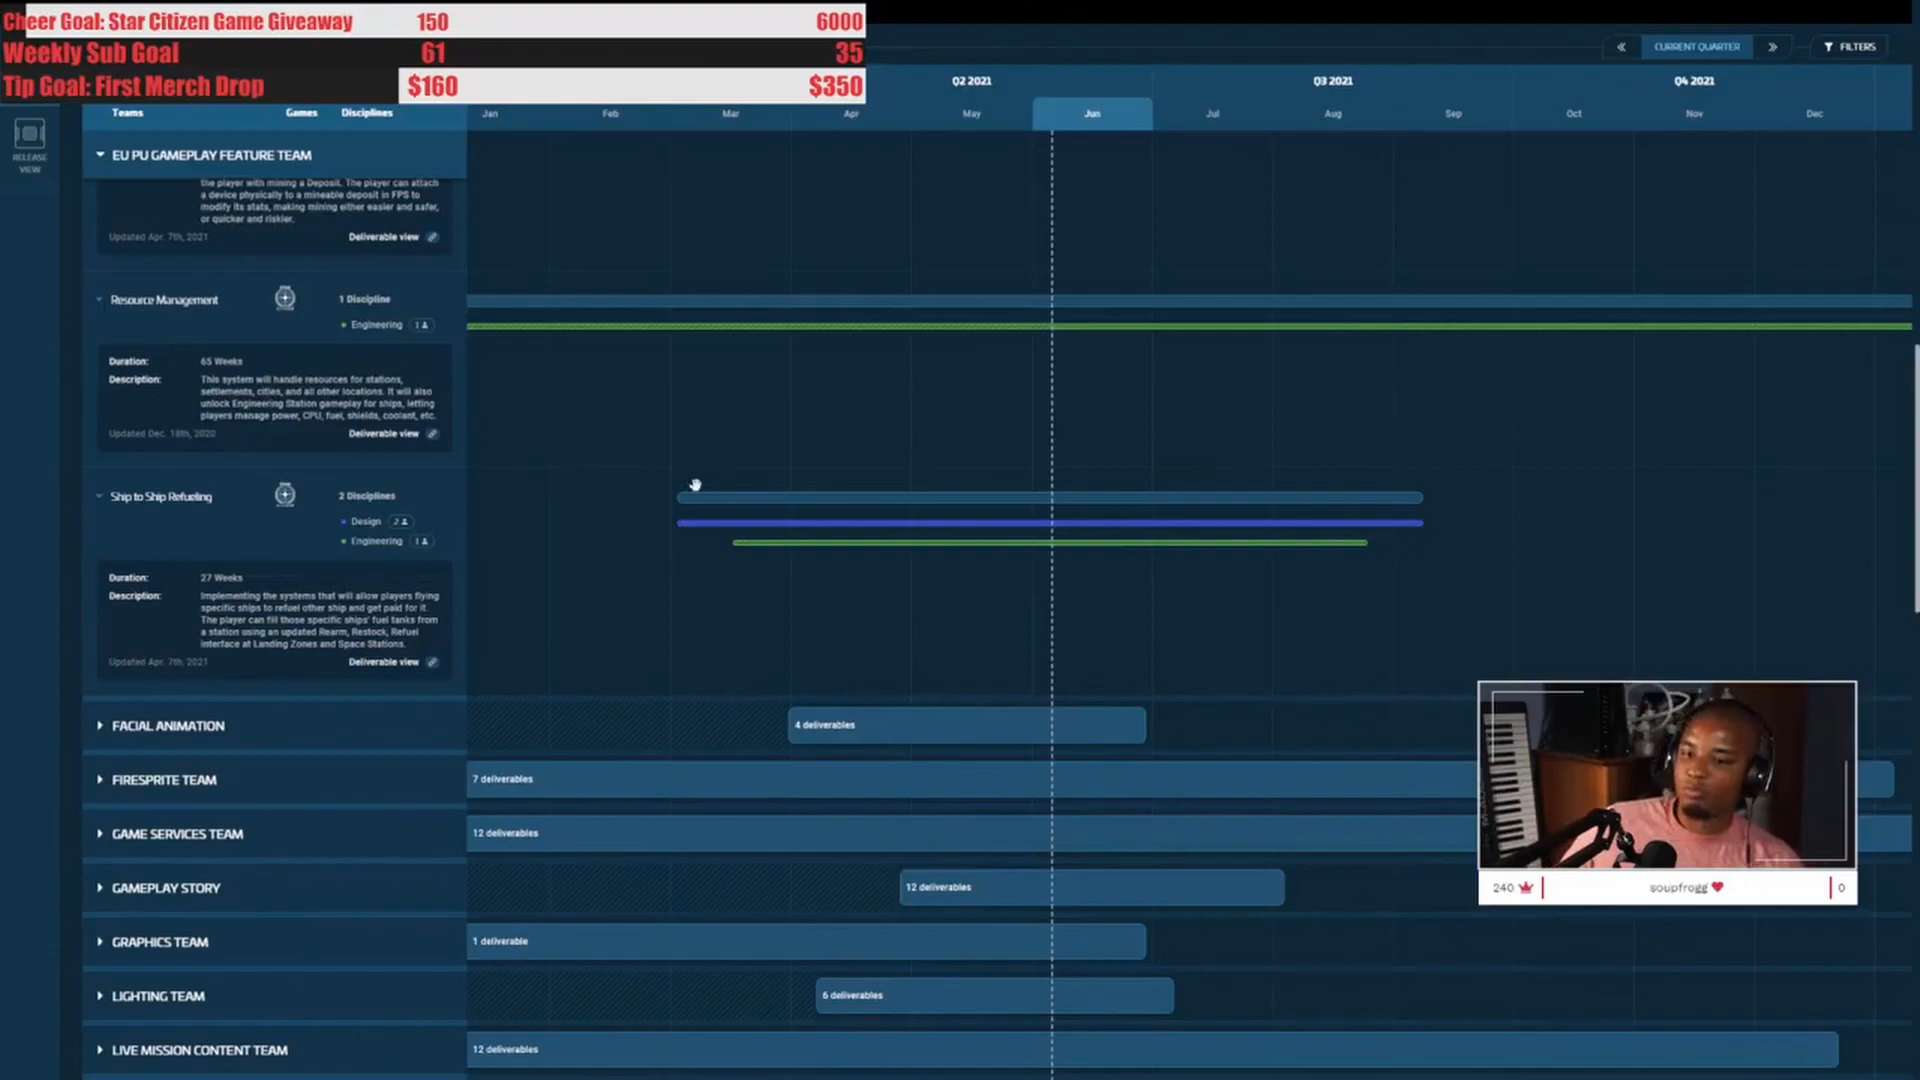 Cheer Goal: Star Citizen Game Giveaway 150 6000
Weekly Sub Goal 61 35
Tip Goal: First Merch Drop $160 $350
CURRENT QUARTER
FILTERS
Q2 2021 Q3 2021 Q4 2021
Teams Games Disciplines Jan Feb Mar Apr May Jun Jul Aug Sep Oct Nov Dec
RELEASE
VIEW
EU PU GAMEPLAY FEATURE TEAM
the player with mining a Deposit. The player can attach
a device physically to a mineable deposit in FPS to
modify its stats, making mining either easier and safer,
or quicker and riskier.
Updated Apr. 7th, 2021 Deliverable view
Resource Management 1 Discipline
Engineering 1
Duration: 65 Weeks
Description: This system will handle resources for stations,
settlements, cities, and all other locations. It will also
unlock Engineering Station gameplay for ships, letting
players manage power, CPU, fuel, shields, coolant, etc.
Updated Dec. 18th, 2020 Deliverable view
Ship to Ship Refueling 2 Disciplines
Design 2
Engineering 1
Duration: 27 Weeks
Description: Implementing the systems that will allow players flying
specific ships to refuel other ship and get paid for it.
The player can fill those specific ships' fuel tanks from
a station using an updated Rearm, Restock, Refuel
interface at Landing Zones and Space Stations.
Updated Apr. 7th, 2021 Deliverable view
FACIAL ANIMATION 4 deliverables
FIRESPRITE TEAM 7 deliverables
GAME SERVICES TEAM 12 deliverables
GAMEPLAY STORY 12 deliverables
240 soupfrogg 0
GRAPHICS TEAM 1 deliverable
LIGHTING TEAM 6 deliverables
LIVE MISSION CONTENT TEAM 12 deliverables